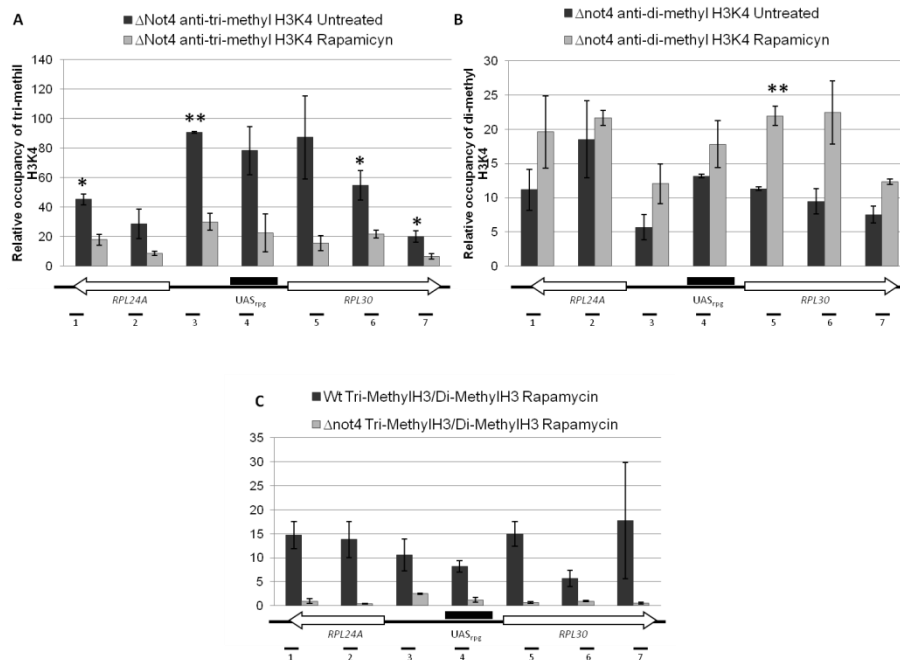 A
ΔNot4 anti-tri-methyl H3K4 Untreated
ΔNot4 anti-tri-methyl H3K4 Rapamicyn
Relative occupancy of tri-methil
H3K4
140
120
100
80
60
40
20
0
**
*
*
*
RPL24A
UASrpg
RPL30
1
2
3
4
5
6
7
B
Δnot4 anti-di-methyl H3K4 Untreated
Δnot4 anti-di-methyl H3K4 Rapamicyn
Relative occupancy of di-methyl
H3K4
30
25
20
15
10
5
0
**
RPL24A
UASrpg
RPL30
1
2
3
4
5
6
7
C
Wt Tri-MethylH3/Di-MethylH3 Rapamycin
Δnot4 Tri-MethylH3/Di-MethylH3 Rapamycin
35
30
25
20
15
10
5
0
RPL24A
UASrpg
RPL30
1
2
3
4
5
6
7